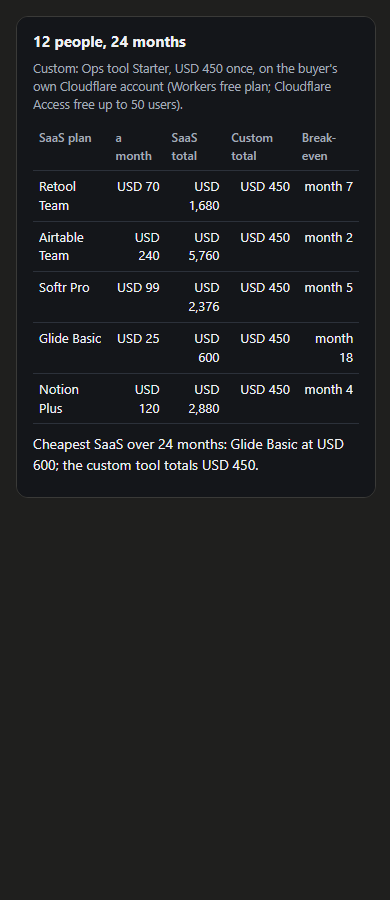 12 people, 24 months
Custom: Ops tool Starter, USD 450 once, on the buyer's
own Cloudflare account (Workers free plan; Cloudflare
Access free up to 50 users).
SaaS plan a month SaaS total Custom total Break-even
Retool Team USD 70 USD 1,680 USD 450 month 7
Airtable Team USD 240 USD 5,760 USD 450 month 2
Softr Pro USD 99 USD 2,376 USD 450 month 5
Glide Basic USD 25 USD 600 USD 450 month 18
Notion Plus USD 120 USD 2,880 USD 450 month 4
Cheapest SaaS over 24 months: Glide Basic at USD
600; the custom tool totals USD 450.